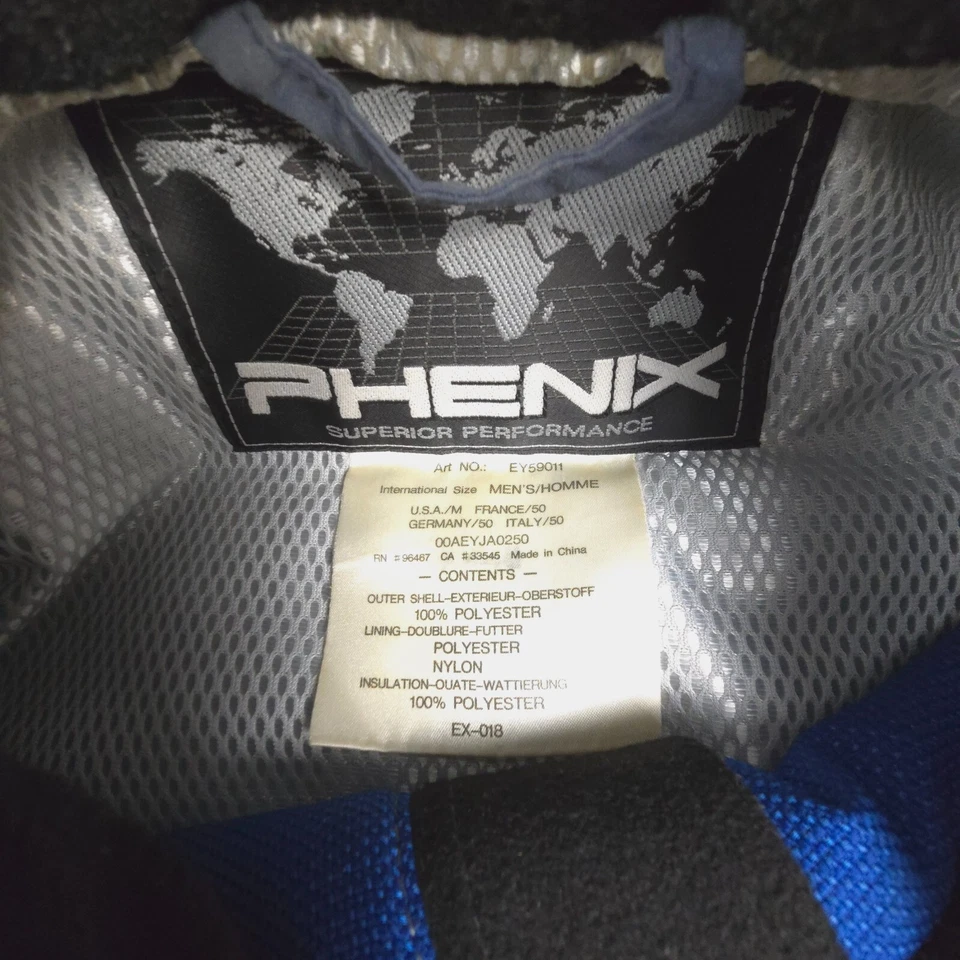 PHENIX
SUPERIOR PERFORMANCE
Art NO.: EY59011
International Size MEN'S/HOMME
U.S.A./M FRANCE/50
GERMANY/50 ITALY/50
00AEYJA0250
RN #96467 CA #33545 Made in China
— CONTENTS —
OUTER SHELL-EXTERIEUR-OBERSTOFF
100% POLYESTER
LINING-DOUBLURE-FUTTER
POLYESTER
NYLON
INSULATION-OUATE-WATTIERUNG
100% POLYESTER
EX-018